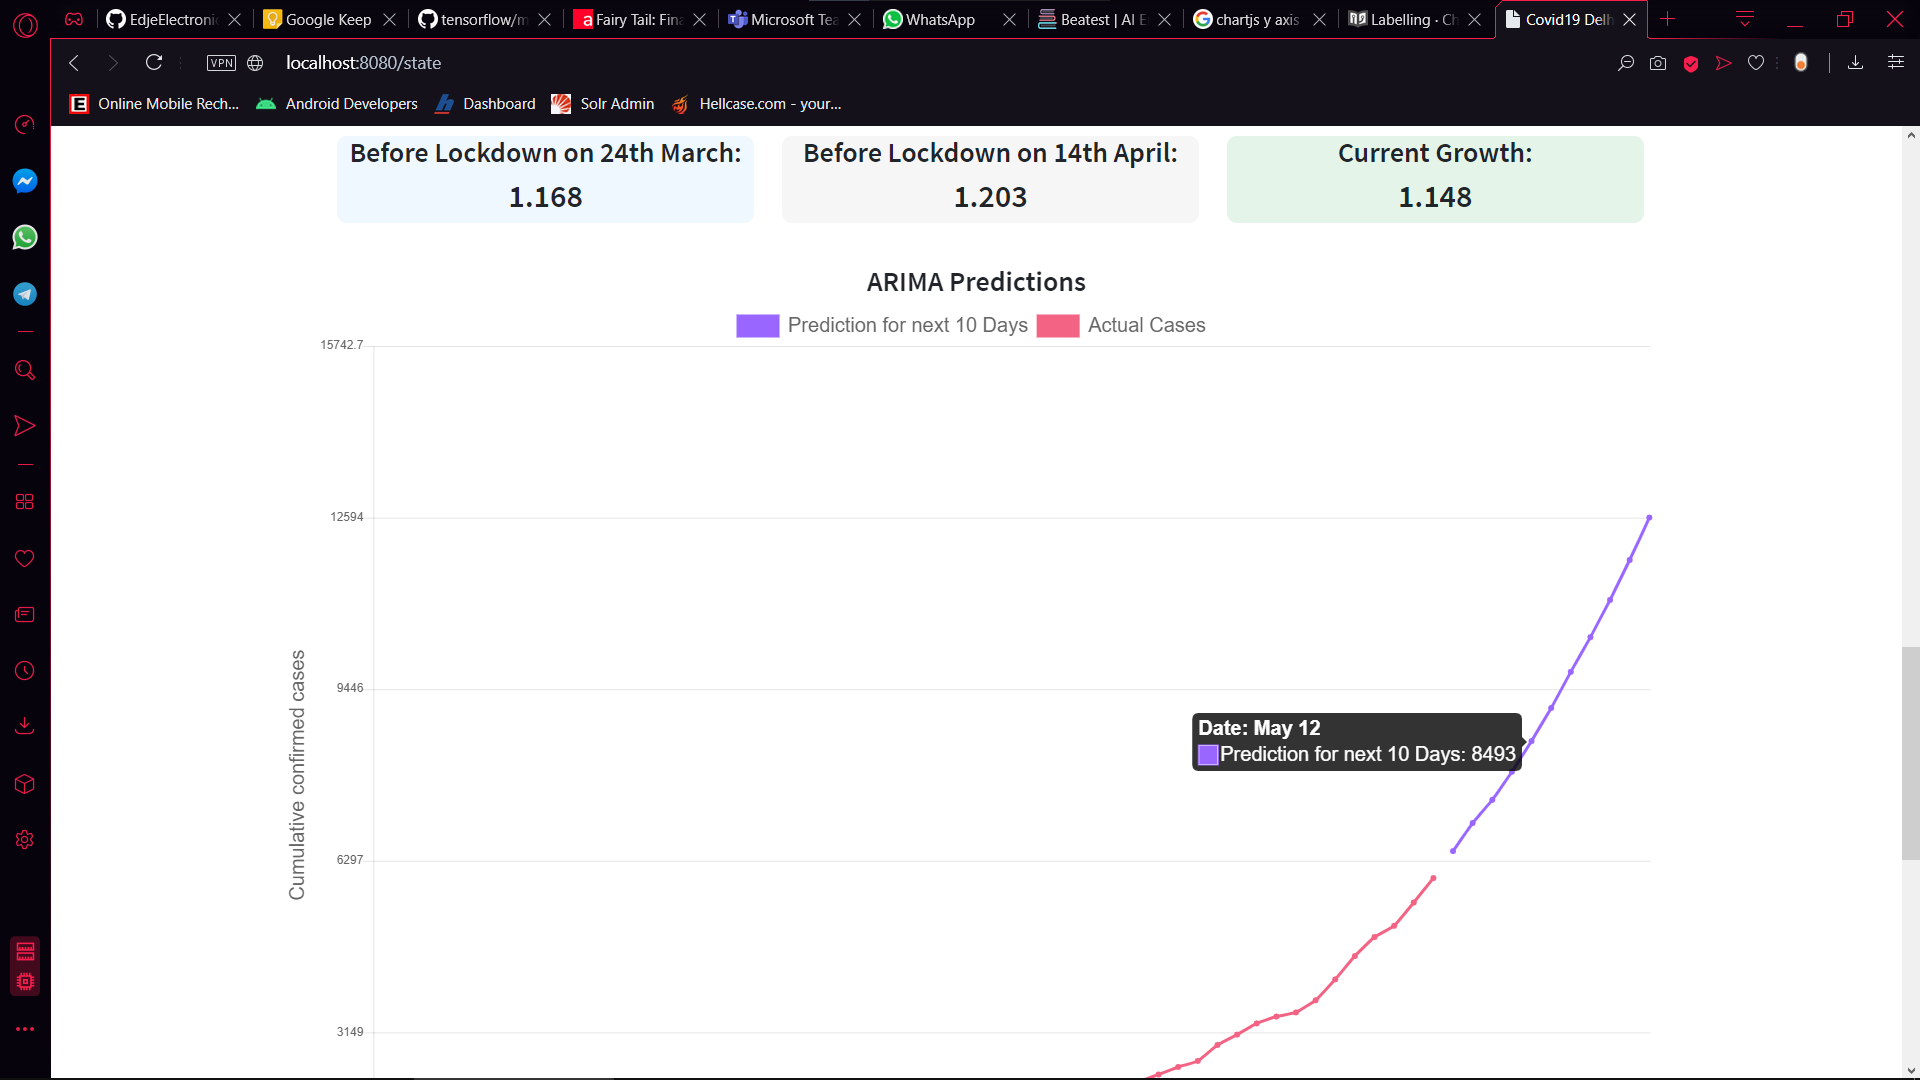 EdjeElectroni
Google Keep
tensorflow/m
Fairy Tail: Fina
Microsoft Tea
WhatsApp
Beatest | AI E
chartjs y axis
Labelling · Ch
Covid19 Delh
VPN
localhost:8080/state
Online Mobile Rech...
Android Developers
Dashboard
Solr Admin
Hellcase.com - your...
Before Lockdown on 24th March:
1.168
Before Lockdown on 14th April:
1.203
Current Growth:
1.148
ARIMA Predictions
Prediction for next 10 Days
Actual Cases
15742.7
12594
9446
6297
3149
Cumulative confirmed cases
Date: May 12
Prediction for next 10 Days: 8493